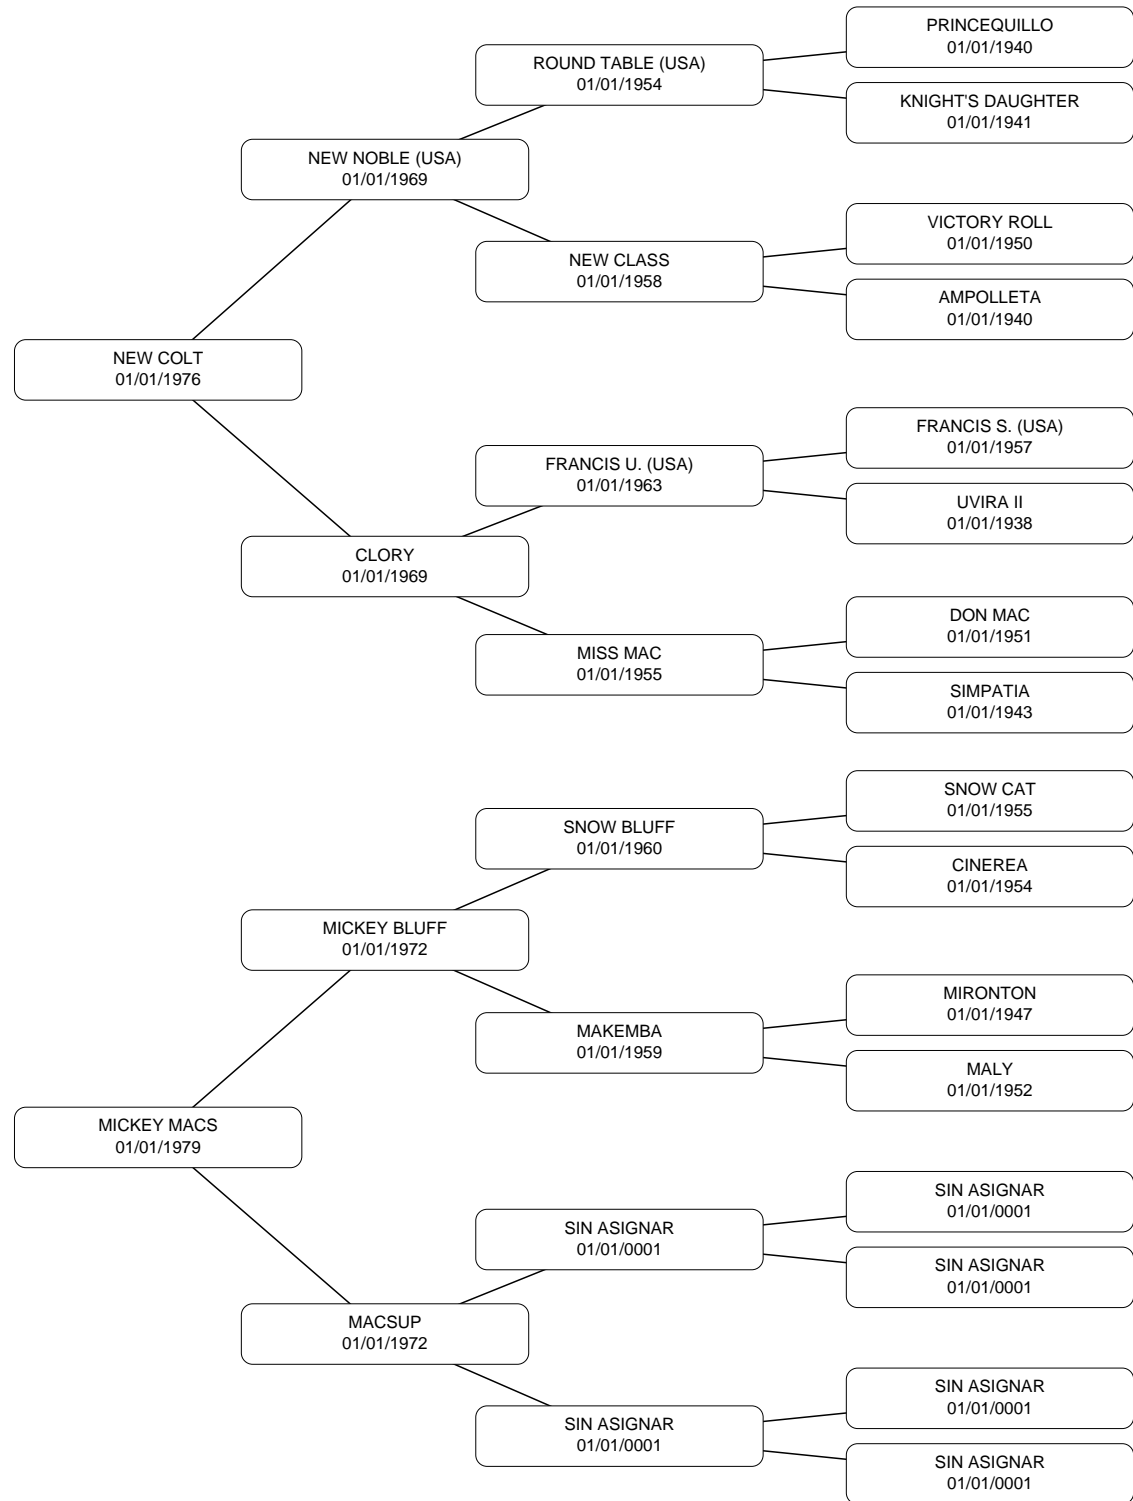 PRINCEQUILLO
01/01/1940
ROUND TABLE (USA)
01/01/1954
KNIGHT'S DAUGHTER
01/01/1941
NEW NOBLE (USA)
01/01/1969
VICTORY ROLL
01/01/1950
NEW CLASS
01/01/1958
AMPOLLETA
01/01/1940
NEW COLT
01/01/1976
FRANCIS S. (USA)
01/01/1957
FRANCIS U. (USA)
01/01/1963
UVIRA II
01/01/1938
CLORY
01/01/1969
DON MAC
01/01/1951
MISS MAC
01/01/1955
SIMPATIA
01/01/1943
SNOW CAT
01/01/1955
SNOW BLUFF
01/01/1960
CINEREA
01/01/1954
MICKEY BLUFF
01/01/1972
MIRONTON
01/01/1947
MAKEMBA
01/01/1959
MALY
01/01/1952
MICKEY MACS
01/01/1979
SIN ASIGNAR
01/01/0001
SIN ASIGNAR
01/01/0001
SIN ASIGNAR
01/01/0001
MACSUP
01/01/1972
SIN ASIGNAR
01/01/0001
SIN ASIGNAR
01/01/0001
SIN ASIGNAR
01/01/0001